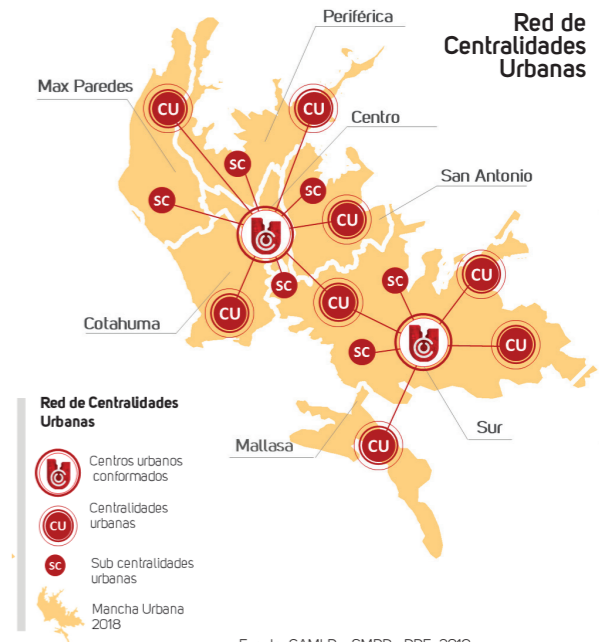 Red de
Centralidades
Urbanas
Periférica
Max Paredes
Centro
San Antonio
CU
CU
SC
SC
SC
CU
SC
CU
SC
CU
CU
CU
SC
CU
Cotahuma
Sur
Mallasa
CU
Red de Centralidades
Urbanas
Centros urbanos
conformados
CU
Centralidades
urbanas
SC
Sub centralidades
urbanas
Mancha Urbana
2018